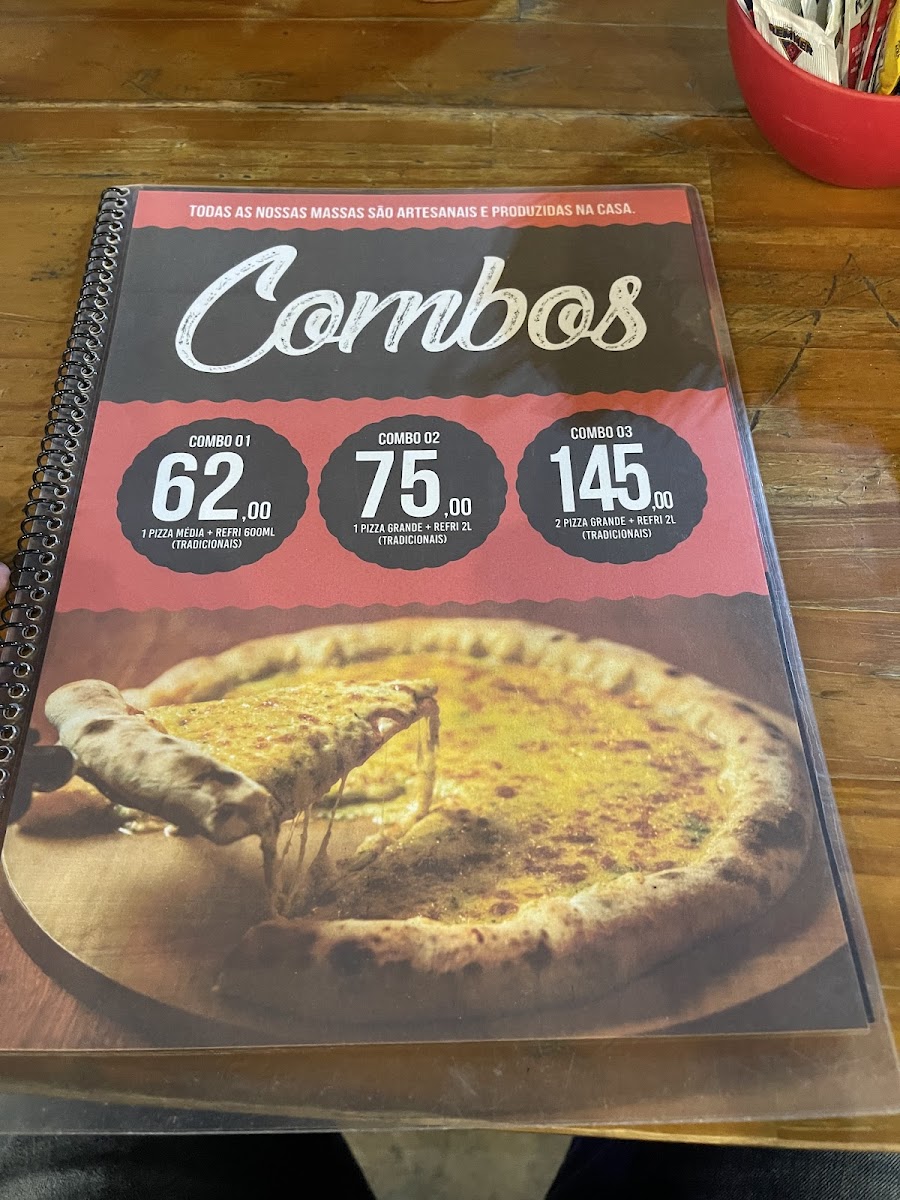 TODAS AS NOSSAS MASSAS SÃO ARTESANAIS E PRODUZIDAS NA CASA.
Combos
COMBO 01
62,00
1 PIZZA MÉDIA + REFRI 600ML
(TRADICIONAIS)
COMBO 02
75,00
1 PIZZA GRANDE + REFRI 2L
(TRADICIONAIS)
COMBO 03
145,00
2 PIZZA GRANDE + REFRI 2L
(TRADICIONAIS)